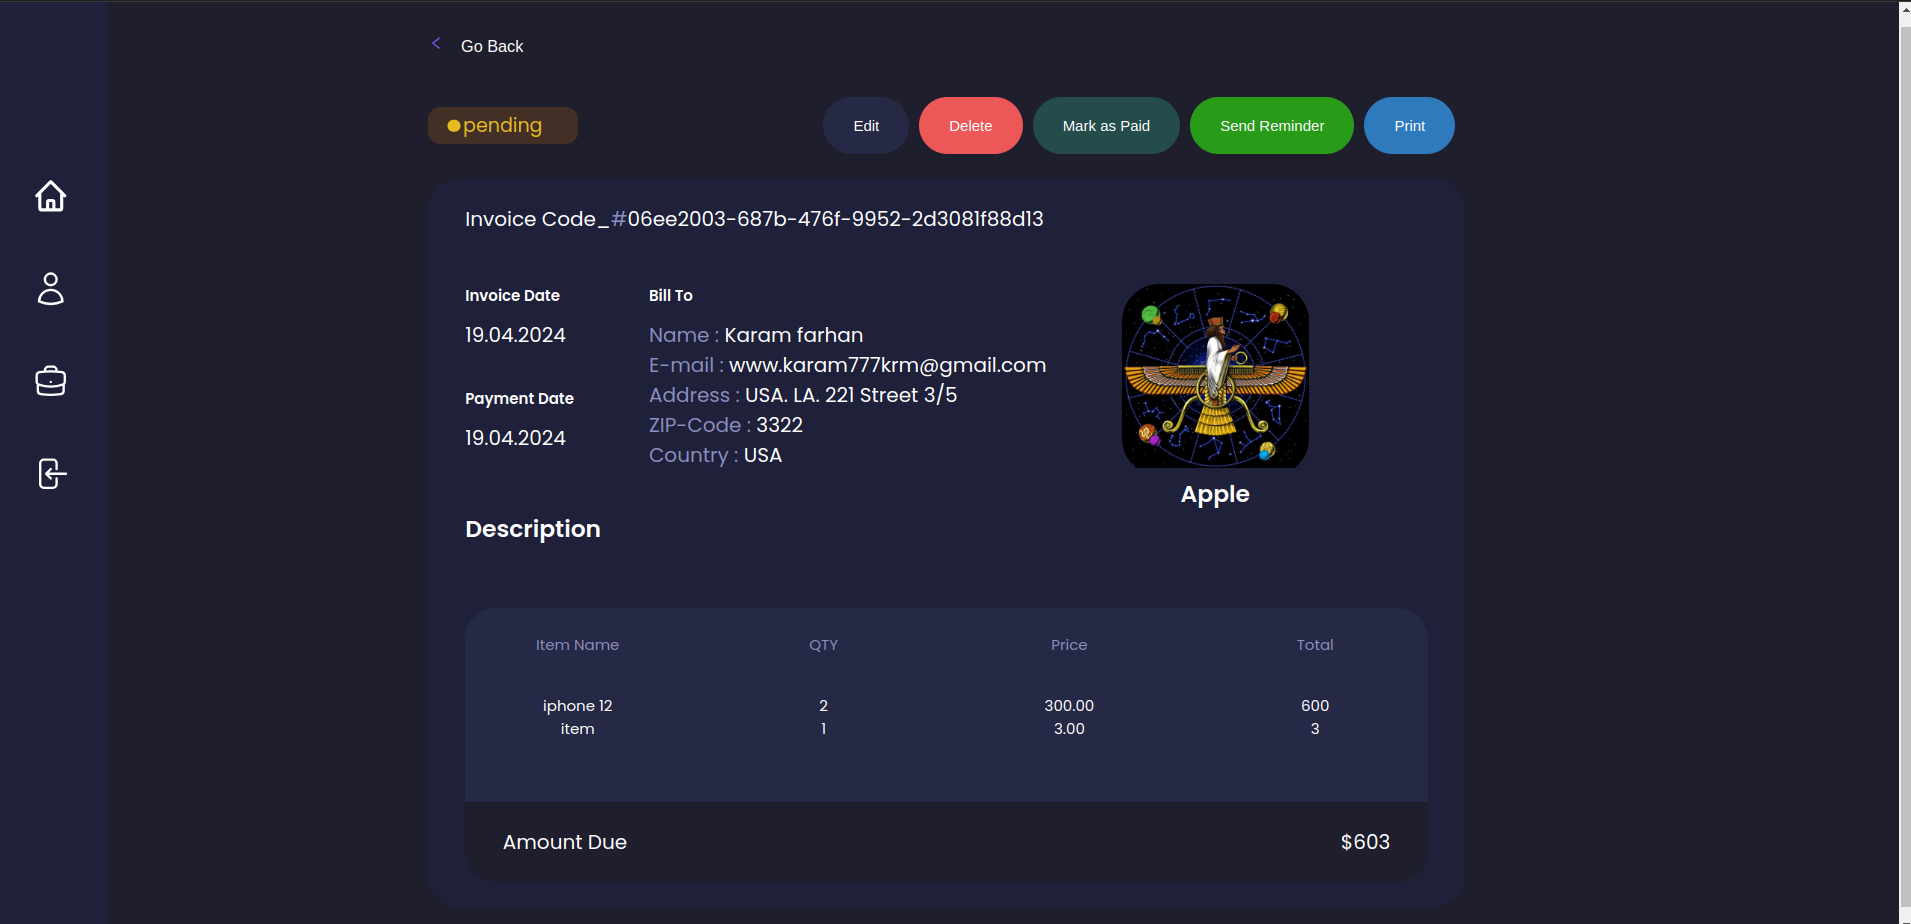 Go Back
pending
Edit
Delete
Mark as Paid
Send Reminder
Print
Invoice Code_#06ee2003-687b-476f-9952-2d3081f88d13
Invoice Date
19.04.2024
Payment Date
19.04.2024
Bill To
Name : Karam farhan
E-mail : www.karam777krm@gmail.com
Address : USA. LA. 221 Street 3/5
ZIP-Code : 3322
Country : USA
Apple
Description
Item Name QTY Price Total
iphone 12 2 300.00 600
item 1 3.00 3
Amount Due $603